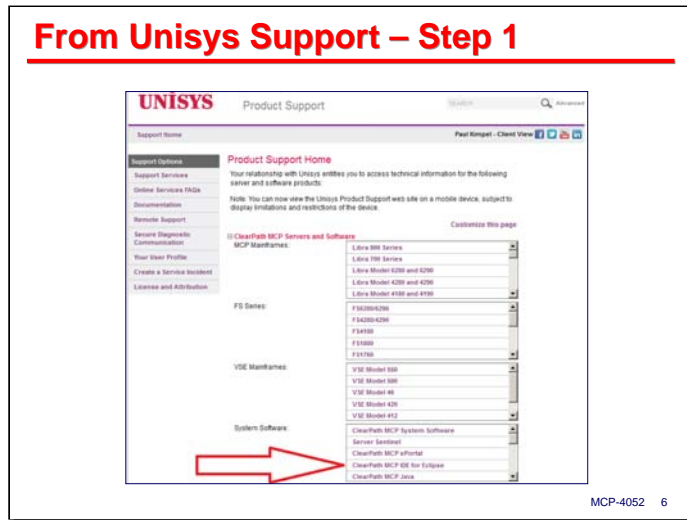 From Unisys Support – Step 1
UNISYS Product Support SEARCH Advanced
Support Home Paul Kimpel - Client View
Support Options
Support Services
Online Services FAQs
Documentation
Remote Support
Secure Diagnostic
Communication
Your User Profile
Create a Service Incident
License and Attribution
Product Support Home
Your relationship with Unisys entitles you to access technical information for the following
server and software products:
Note: You can now view the Unisys Product Support web site on a mobile device, subject to
display limitations and restrictions of the device.
Customize this page
ClearPath MCP Servers and Software
MCP Mainframes:
Libra 800 Series
Libra 700 Series
Libra Model 6280 and 6290
Libra Model 4280 and 4290
Libra Model 4180 and 4190
FS Series:
FS6280/6290
FS4280/4290
FS4180
FS1880
FS1760
VSE Mainframes:
VSE Model 560
VSE Model 500
VSE Model 40
VSE Model 420
VSE Model 412
System Software:
ClearPath MCP System Software
Server Sentinel
ClearPath MCP ePortal
ClearPath MCP IDE for Eclipse
ClearPath MCP Java
MCP-4052 6